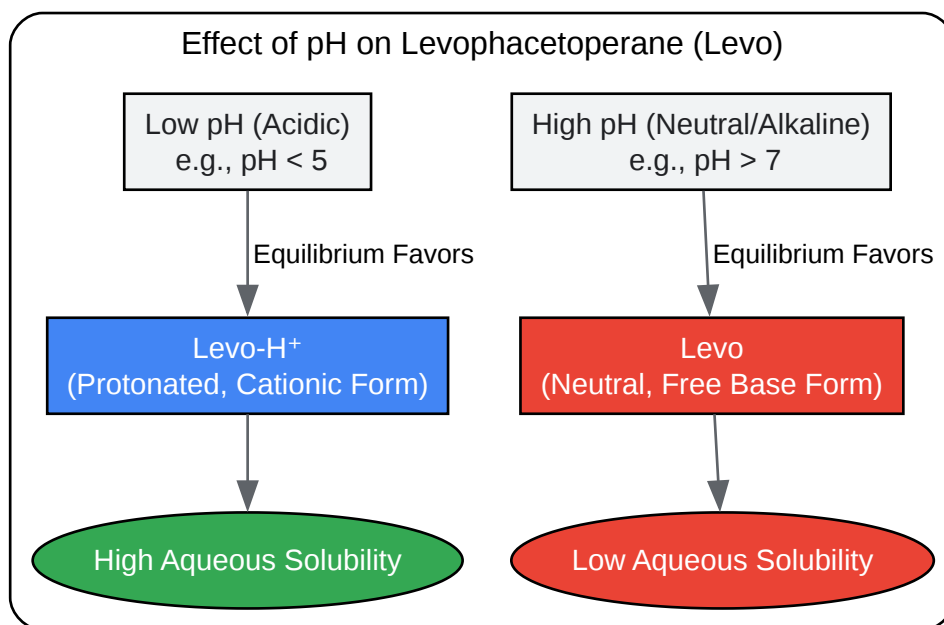 Effect of pH on Levophacetoperane (Levo)
Low pH (Acidic)
e.g., pH < 5
High pH (Neutral/Alkaline)
e.g., pH > 7
Equilibrium Favors
Equilibrium Favors
Levo-H⁺
(Protonated, Cationic Form)
Levo
(Neutral, Free Base Form)
High Aqueous Solubility
Low Aqueous Solubility